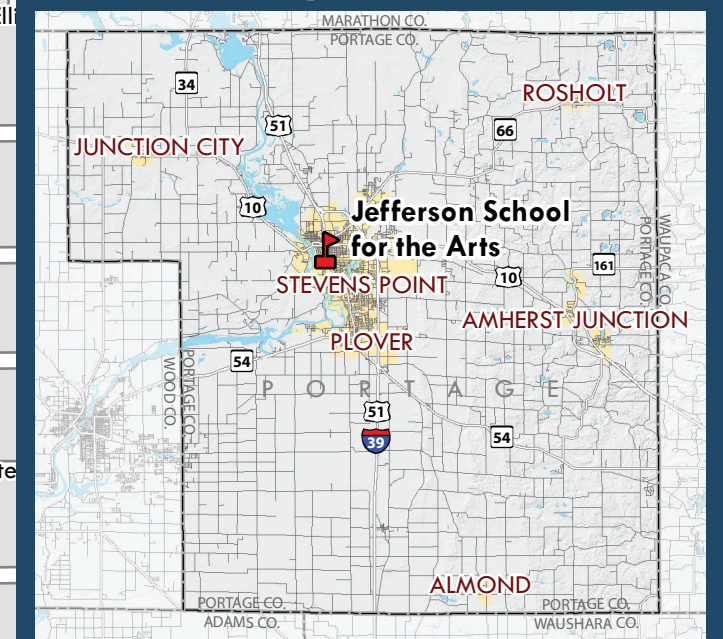 MARATHON CO.
PORTAGE CO.
34
ROSHOLT
51
66
JUNCTION CITY
10
Jefferson School
for the Arts
WAUPACA CO.
PORTAGE CO.
161
10
STEVENS POINT
AMHERST JUNCTION
PLOVER
54
PORTAGE CO.
WOOD CO.
PORTAGE
51
39
54
ALMOND
PORTAGE CO.
ADAMS CO.
PORTAGE CO.
WAUSHARA CO.